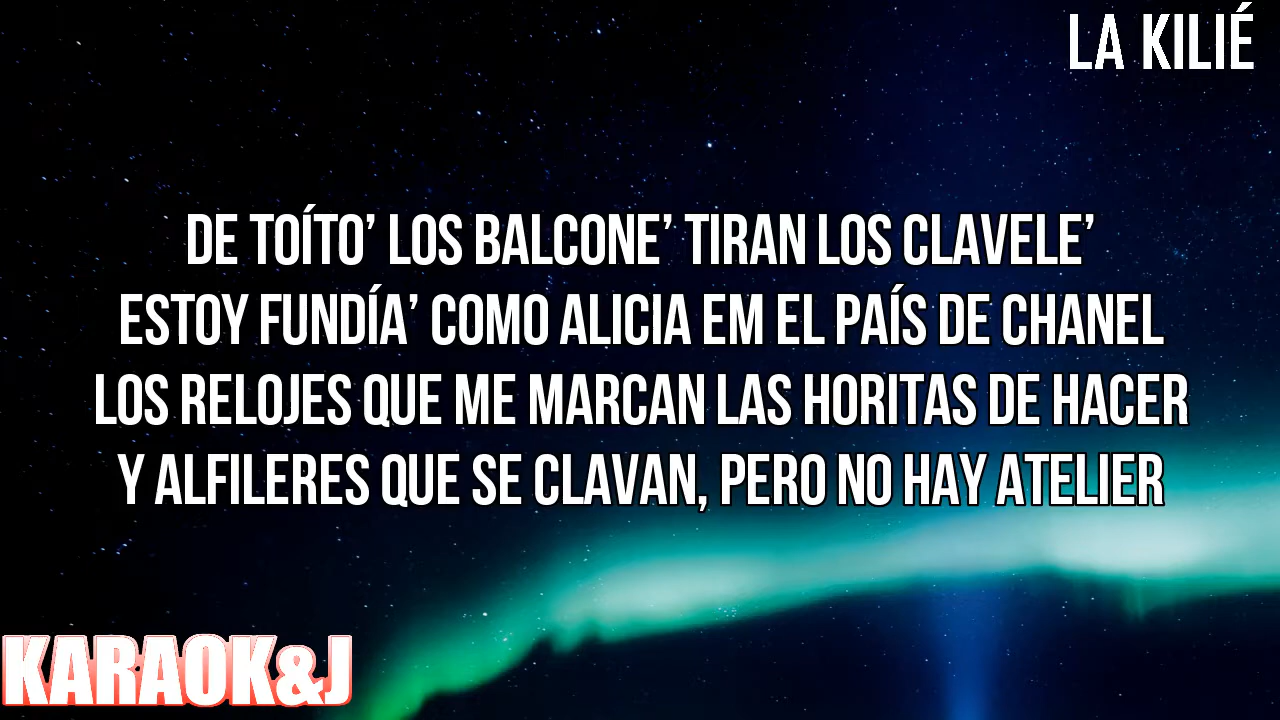 LA KILIÉ
DE TOÍTO’ LOS BALCONE’ TIRAN LOS CLAVELE’
ESTOY FUNDÍA’ COMO ALICIA EM EL PAÍS DE CHANEL
LOS RELOJES QUE ME MARCAN LAS HORITAS DE HACER
Y ALFILERES QUE SE CLAVAN, PERO NO HAY ATELIER
KARAOK&J